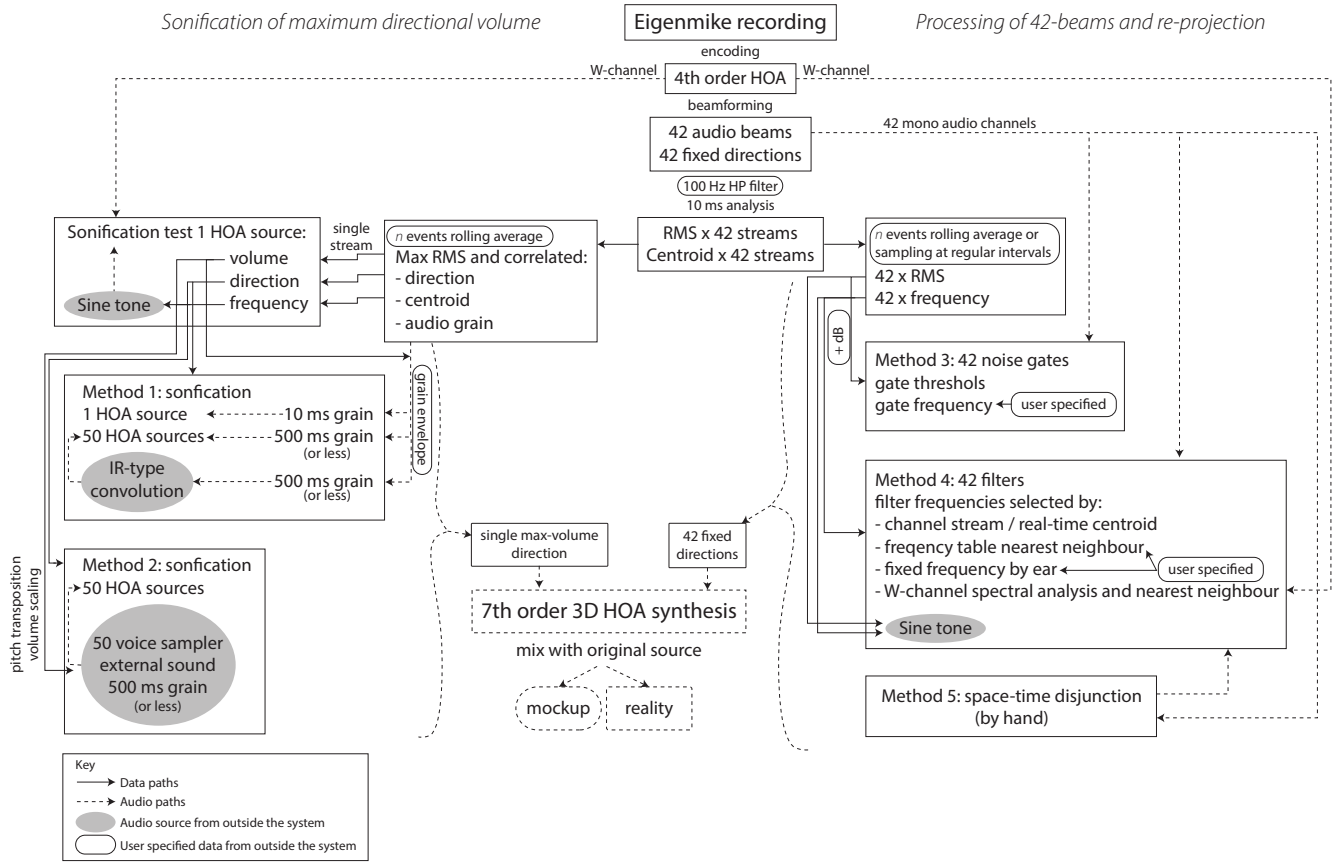 Sonification of maximum directional volume
Eigenmike recording
Processing of 42-beams and re-projection
encoding
W-channel
4th order HOA
W-channel
beamforming
42 audio beams
42 fixed directions
42 mono audio channels
100 Hz HP filter
10 ms analysis
RMS x 42 streams
Centroid x 42 streams
Sonification test 1 HOA source:
volume
direction
frequency
Sine tone
single
stream
n events rolling average
Max RMS and correlated:
- direction
- centroid
- audio grain
n events rolling average or
sampling at regular intervals
42 x RMS
42 x frequency
dB +
grain envelope
Method 1: sonfication
1 HOA source
10 ms grain
50 HOA sources
500 ms grain
(or less)
IR-type
convolution
500 ms grain
(or less)
Method 3: 42 noise gates
gate threshols
gate frequency
user specified
Method 4: 42 filters
filter frequencies selected by:
- channel stream / real-time centroid
- freqency table nearest neighbour
- fixed frequency by ear
user specified
- W-channel spectral analysis and nearest neighbour
Sine tone
single max-volume
direction
42 fixed
directions
7th order 3D HOA synthesis
mix with original source
mockup
reality
pitch transposition
volume scaling
Method 2: sonfication
50 HOA sources
50 voice sampler
external sound
500 ms grain
(or less)
Method 5: space-time disjunction
(by hand)
Key
Data paths
Audio paths
Audio source from outside the system
User specified data from outside the system